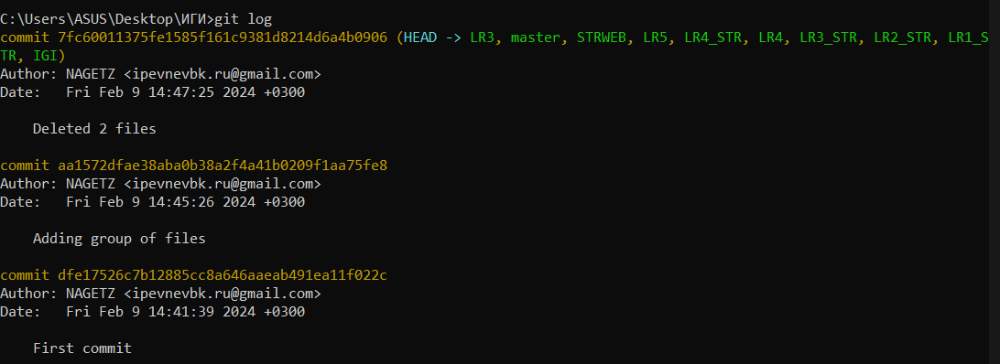 C:\Users\ASUS\Desktop\ИГИ>git log
commit 7fc60011375fe1585f161c9381d8214d6a4b0906 (HEAD -> LR3, master, STRWEB, LR5, LR4_STR, LR4, LR3_STR, LR2_STR, LR1_S
TR, IGI)
Author: NAGETZ <ipevnevbk.ru@gmail.com>
Date:   Fri Feb 9 14:47:25 2024 +0300
    Deleted 2 files
commit aa1572dfae38aba0b38a2f4a41b0209f1aa75fe8
Author: NAGETZ <ipevnevbk.ru@gmail.com>
Date:   Fri Feb 9 14:45:26 2024 +0300
    Adding group of files
commit dfe17526c7b12885cc8a646aaeab491ea11f022c
Author: NAGETZ <ipevnevbk.ru@gmail.com>
Date:   Fri Feb 9 14:41:39 2024 +0300
    First commit